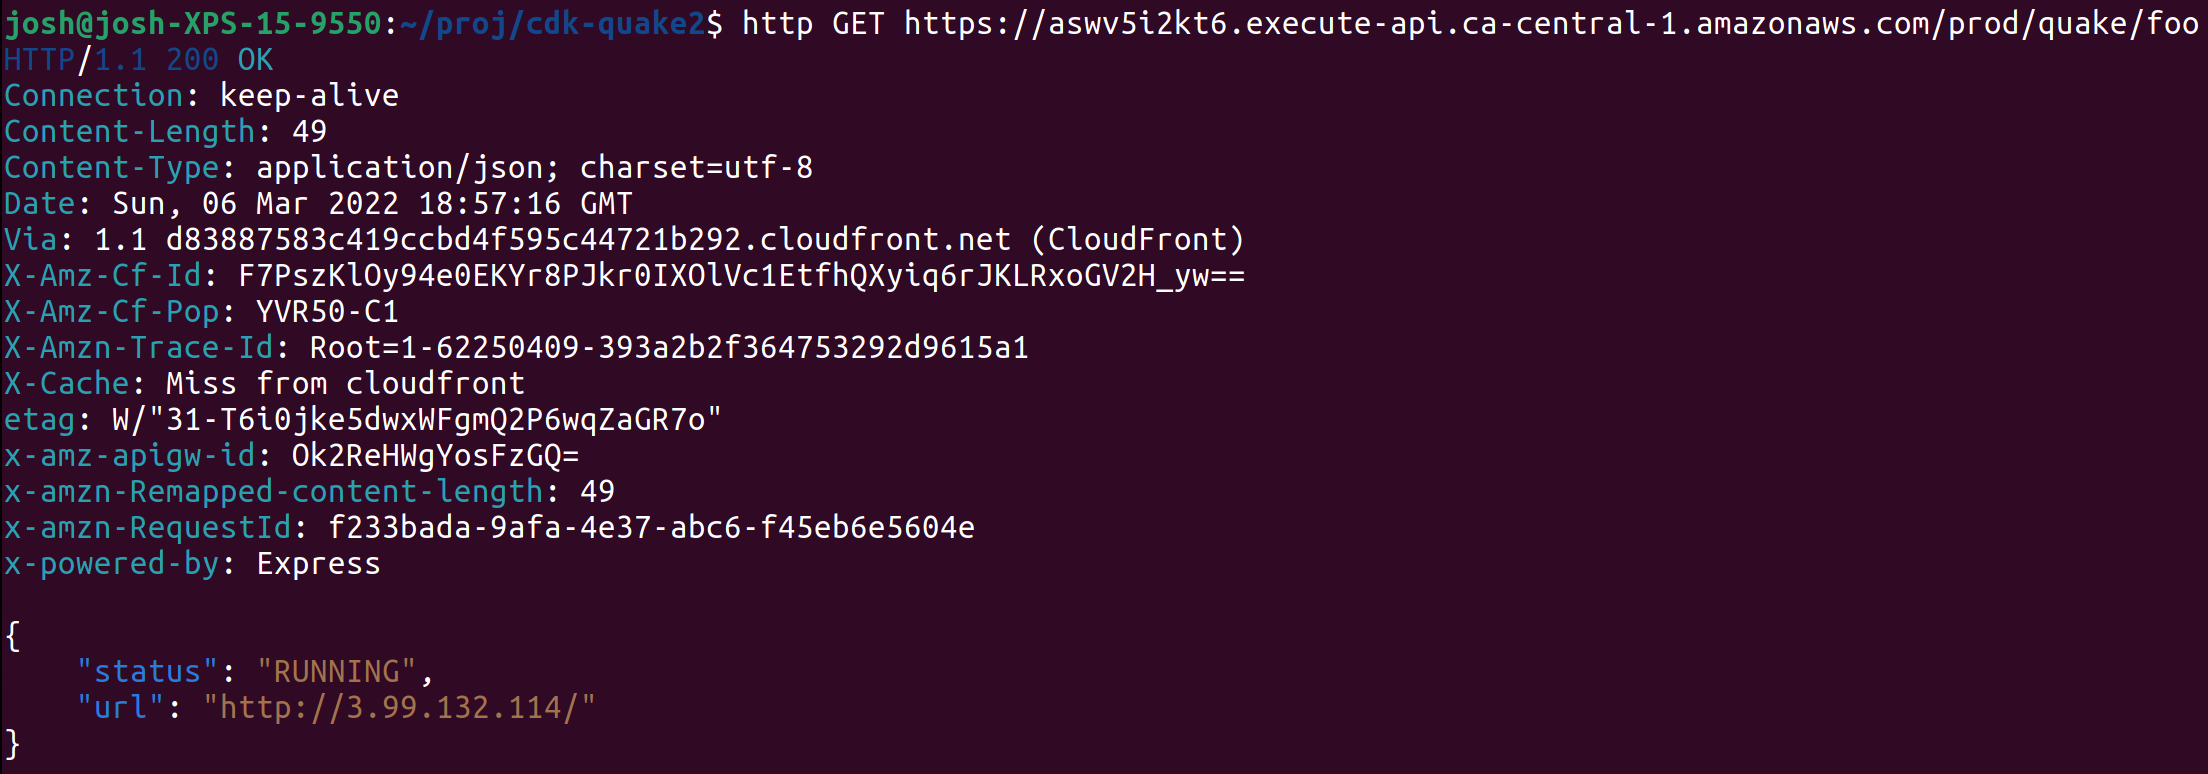 josh@josh-XPS-15-9550:~/proj/cdk-quake2$ http GET https://aswv5i2kt6.execute-api.ca-central-1.amazonaws.com/prod/quake/foo
HTTP/1.1 200 OK
Connection: keep-alive
Content-Length: 49
Content-Type: application/json; charset=utf-8
Date: Sun, 06 Mar 2022 18:57:16 GMT
Via: 1.1 d83887583c419ccbd4f595c44721b292.cloudfront.net (CloudFront)
X-Amz-Cf-Id: F7PszKlOy94e0EKYr8PJkr0IXOlVc1EtfhQXyiq6rJKLRxoGV2H_yw==
X-Amz-Cf-Pop: YVR50-C1
X-Amzn-Trace-Id: Root=1-62250409-393a2b2f364753292d9615a1
X-Cache: Miss from cloudfront
etag: W/"31-T6i0jke5dwxWFgmQ2P6wqZaGR7o"
x-amz-apigw-id: Ok2ReHWgYosFzGQ=
x-amzn-Remapped-content-length: 49
x-amzn-RequestId: f233bada-9afa-4e37-abc6-f45eb6e5604e
x-powered-by: Express

{
    "status": "RUNNING",
    "url": "http://3.99.132.114/"
}